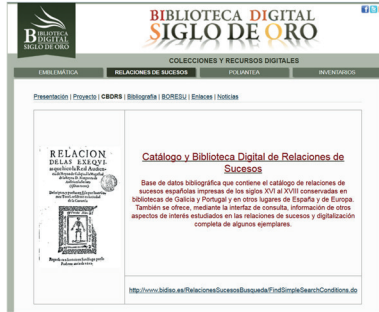 BIBLIOTECA
DIGITAL
SIGLO DE ORO
BIBLIOTECA DIGITAL
SIGLO DE ORO
COLECCIONES Y RECURSOS DIGITALES
EMBLEMÁTICA RELACIONES DE SUCESOS POLIANTEA INVENTARIOS
Presentación | Proyecto | CBDRS | Bibliografía | BORESU | Enlaces | Noticias
RELACION
DELAS EXEQVI-
Catálogo y Biblioteca Digital de Relaciones de
Sucesos
Base de datos bibliográfica que contiene el catálogo de relaciones de
sucesos españolas impresas de los siglos XVI al XVIII conservadas en
bibliotecas de Galicia y Portugal y en otros lugares de España y de Europa.
También se ofrece, mediante la interfaz de consulta, información de otros
aspectos de interés estudiados en las relaciones de sucesos y digitalización
completa de algunos ejemplares.
http://www.bidiso.es/RelacionesSucesosBusqueda/FindSimpleSearchConditions.do